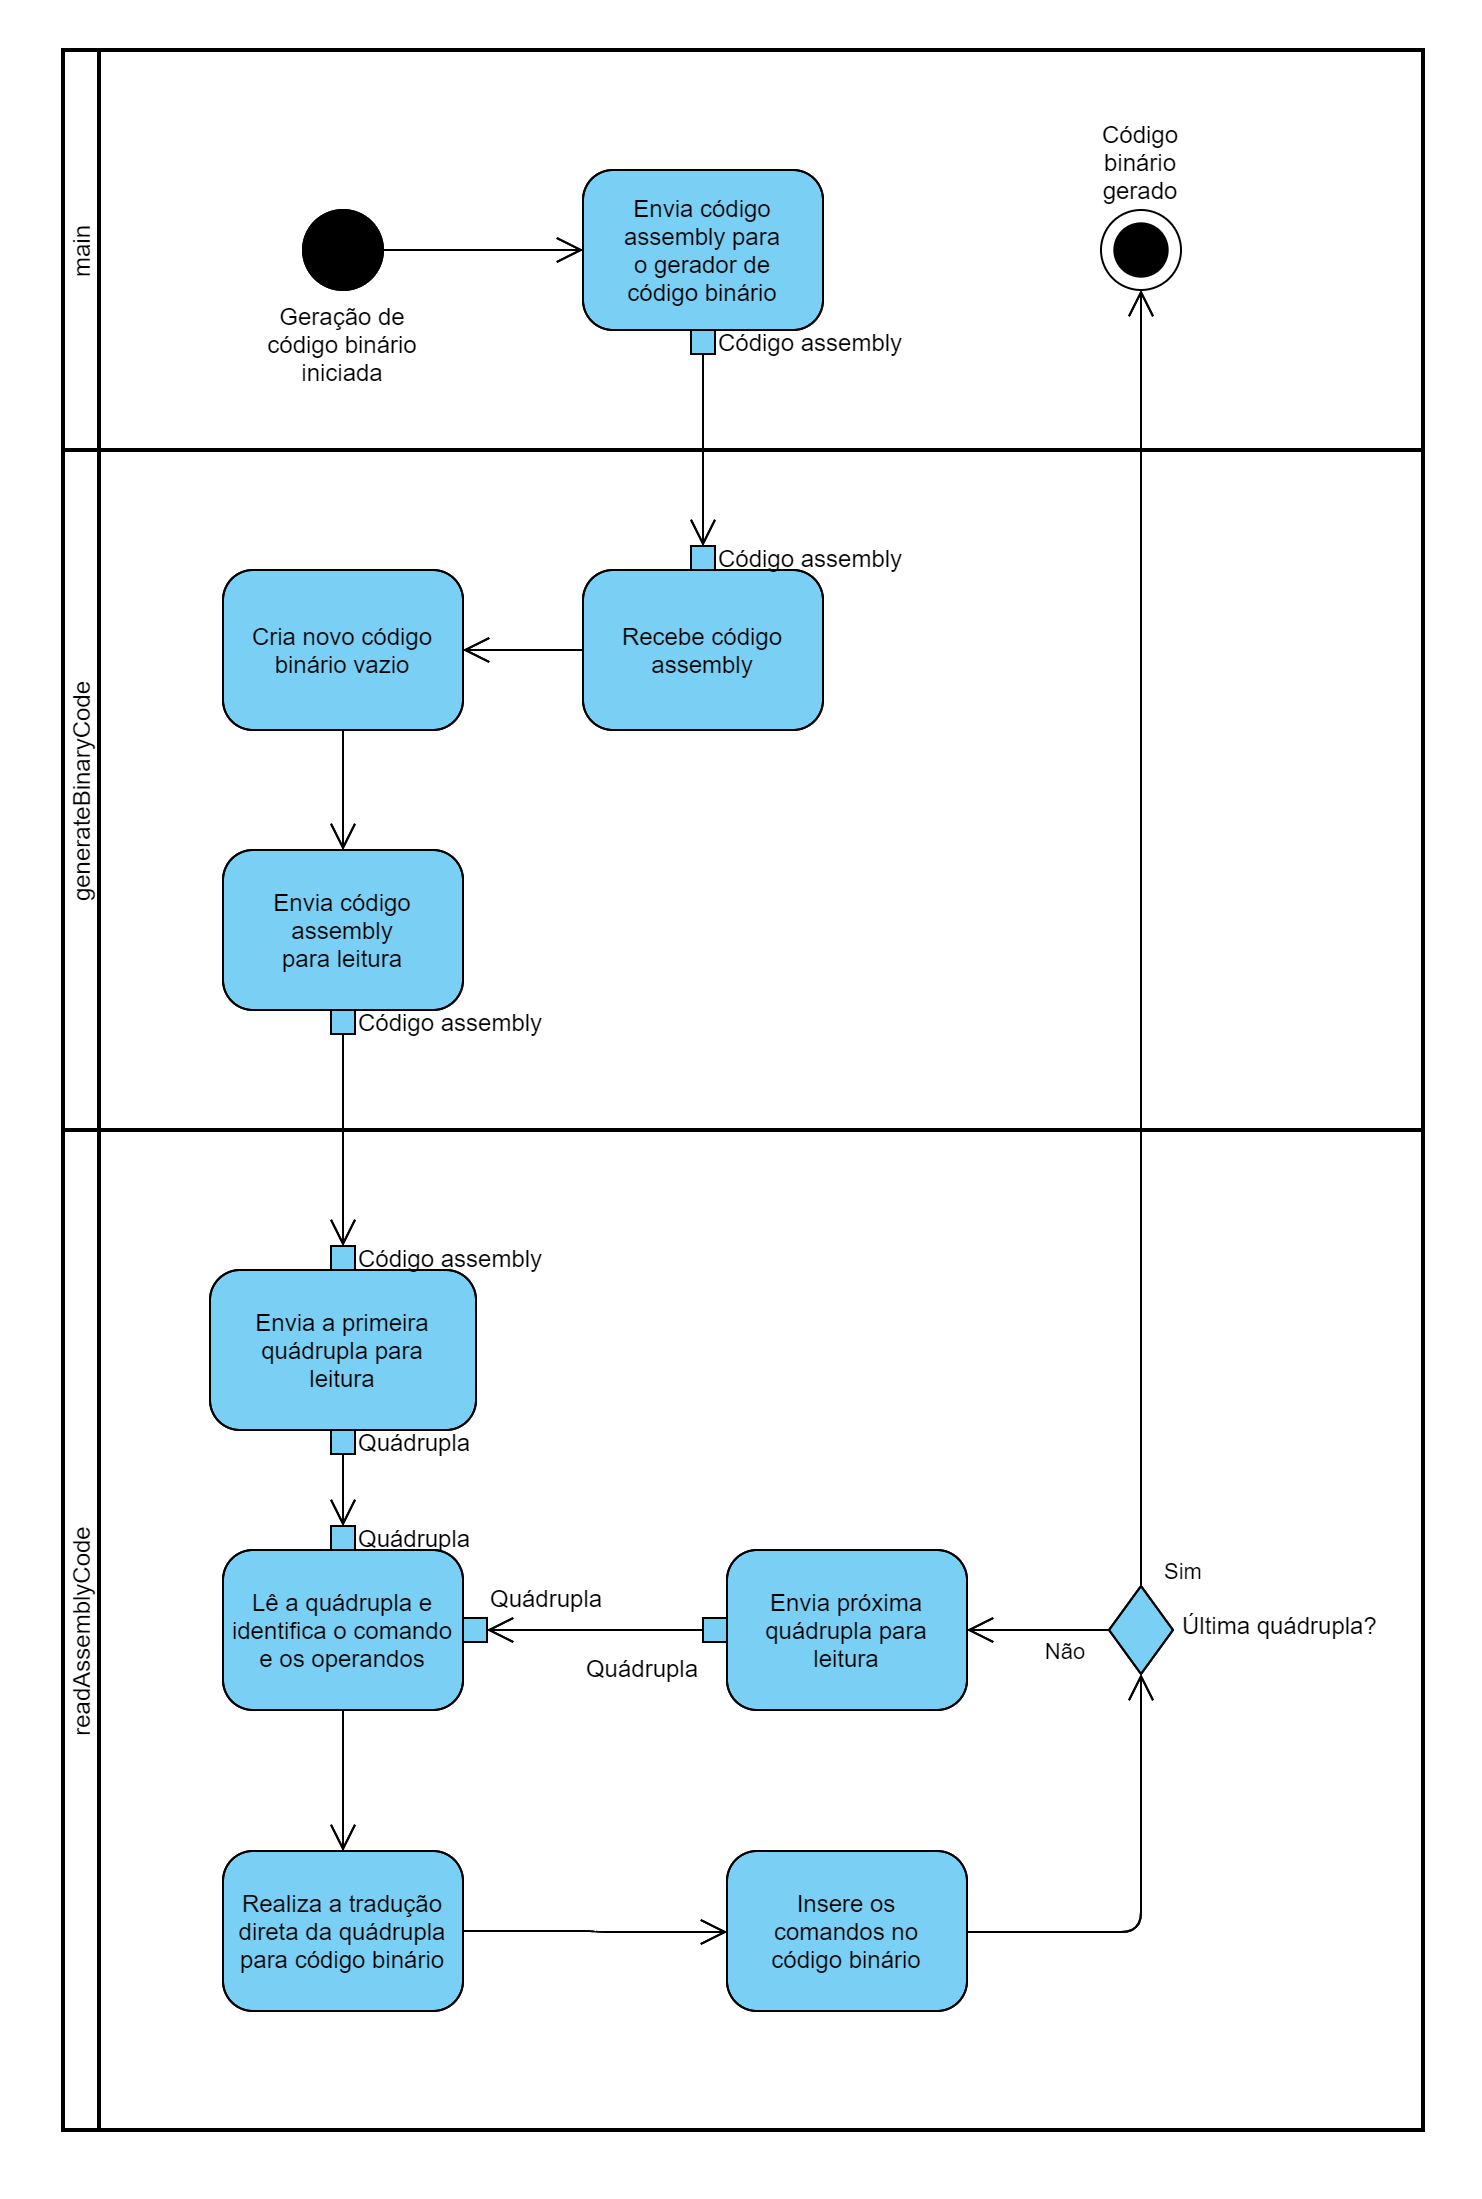 main
Código
binário
gerado
Envia código
assembly para
o gerador de
código binário
Geração de
código binário
iniciada
Código assembly
generateBinaryCode
Código assembly
Recebe código
assembly
Cria novo código
binário vazio
Envia código
assembly
para leitura
Código assembly
readAssemblyCode
Código assembly
Envia a primeira
quádrupla para
leitura
Quádrupla
Quádrupla
Lê a quádrupla e
identifica o comando
e os operandos
Quádrupla
Quádrupla
Envia próxima
quádrupla para
leitura
Não
Sim
Última quádrupla?
Realiza a tradução
direta da quádrupla
para código binário
Insere os
comandos no
código binário